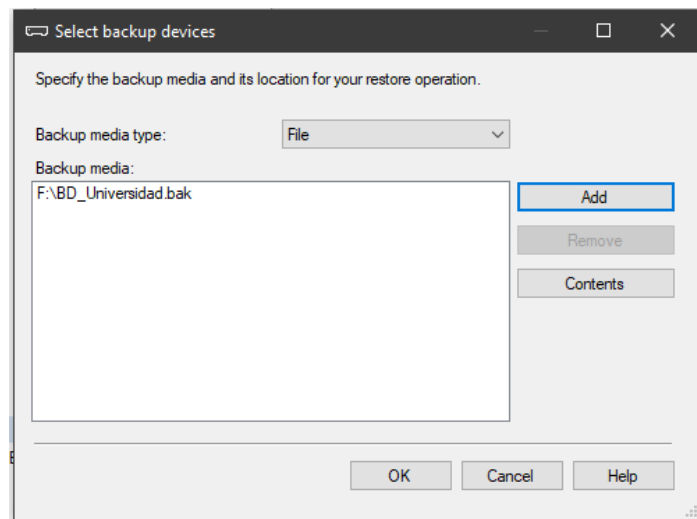 Select backup devices
Specify the backup media and its location for your restore operation.
Backup media type: File
Backup media:
F:\BD_Universidad.bak
Add
Remove
Contents
OK Cancel Help